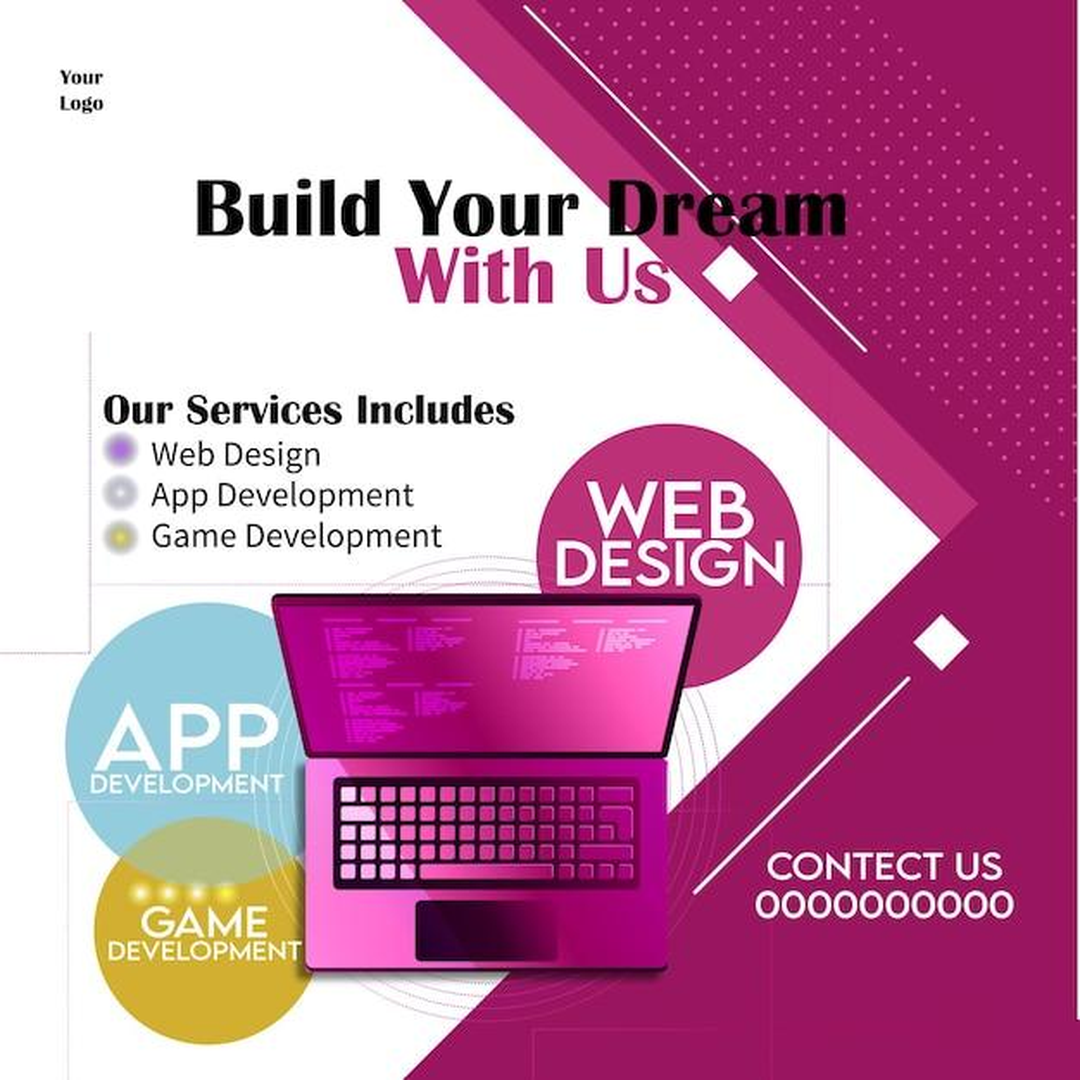 Your
Logo
Build Your Dream
With Us
Our Services Includes
Web Design
App Development
Game Development
WEB
DESIGN
APP
DEVELOPMENT
GAME
DEVELOPMENT
CONTECT US
0000000000